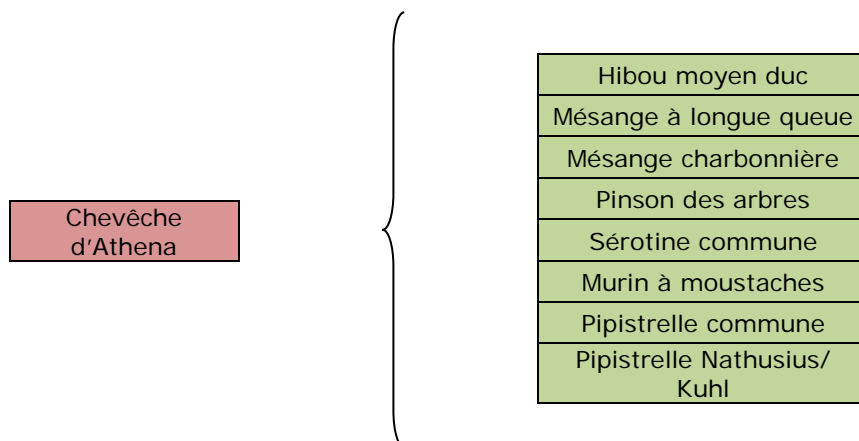 Chevêche
d'Athena
Hibou moyen duc
Mésange à longue queue
Mésange charbonnière
Pinson des arbres
Sérotine commune
Murin à moustaches
Pipistrelle commune
Pipistrelle Nathusius/
Kuhl